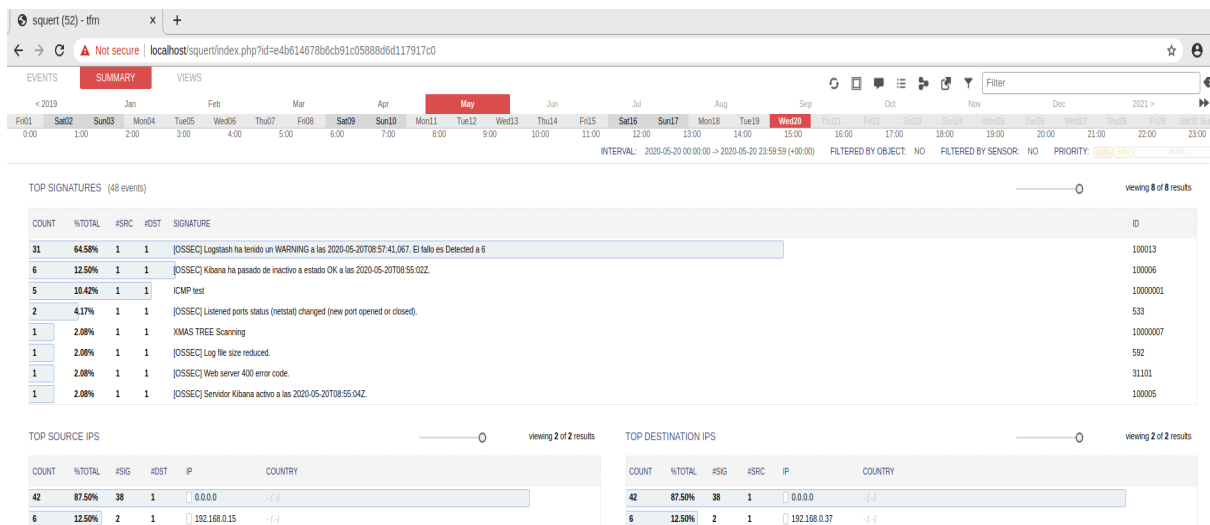 squert (52) - tfm × +
Not secure | localhost/squert/index.php?id=e4b614678b6cb91c05888d6d117917c0
EVENTS SUMMARY VIEWS Filter
< 2019 Jan Feb Mar Apr May Jun Jul Aug Sep Oct Nov Dec 2021 >
Fri01 Sat02 Sun03 Mon04 Tue05 Wed06 Thu07 Fri08 Sat09 Sun10 Mon11 Tue12 Wed13 Thu14 Fri15 Sat16 Sun17 Mon18 Tue19 Wed20 Thu21 Fri22 Sat23 Sun24 Mon25 Tue26 Wed27 Thu28 Fri29 Sat30
0:00 1:00 2:00 3:00 4:00 5:00 6:00 7:00 8:00 9:00 10:00 11:00 12:00 13:00 14:00 15:00 16:00 17:00 18:00 19:00 20:00 21:00 22:00 23:00
INTERVAL: 2020-05-20 00:00:00 -> 2020-05-20 23:59:59 (+00:00) FILTERED BY OBJECT: NO FILTERED BY SENSOR: NO PRIORITY:
TOP SIGNATURES (48 events) viewing 8 of 8 results
COUNT %TOTAL #SRC #DST SIGNATURE ID
31 64.58% 1 1 [OSSEC] Logstash ha tenido un WARNING a las 2020-05-20T08:57:41,067. El fallo es Detected a 6 100013
6 12.50% 1 1 [OSSEC] Kibana ha pasado de inactivo a estado OK a las 2020-05-20T08:55:02Z. 100006
5 10.42% 1 1 ICMP test 10000001
2 4.17% 1 1 [OSSEC] Listened ports status (netstat) changed (new port opened or closed). 533
1 2.08% 1 1 XMAS TREE Scanning 10000007
1 2.08% 1 1 [OSSEC] Log file size reduced. 592
1 2.08% 1 1 [OSSEC] Web server 400 error code. 31101
1 2.08% 1 1 [OSSEC] Servidor Kibana activo a las 2020-05-20T08:55:04Z. 100005
TOP SOURCE IPS viewing 2 of 2 results
COUNT %TOTAL #SIG #DST IP COUNTRY
42 87.50% 38 1 0.0.0.0 - (-)
6 12.50% 2 1 192.168.0.15 - (-)
TOP DESTINATION IPS viewing 2 of 2 results
COUNT %TOTAL #SIG #SRC IP COUNTRY
42 87.50% 38 1 0.0.0.0 - (-)
6 12.50% 2 1 192.168.0.37 - (-)